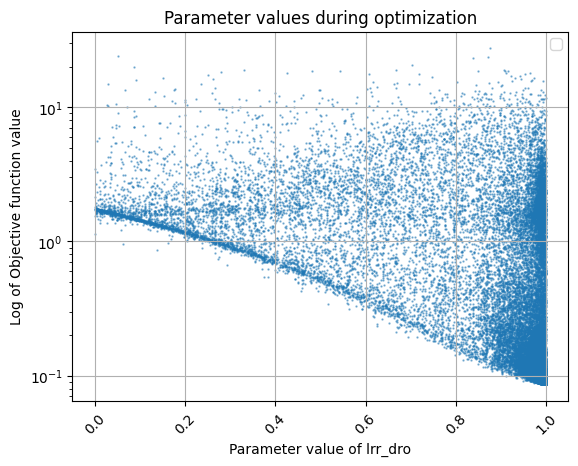 Parameter values during optimization
Log of Objective function value
10¹
10⁰
10⁻¹
0.0 0.2 0.4 0.6 0.8 1.0
Parameter value of lrr_dro